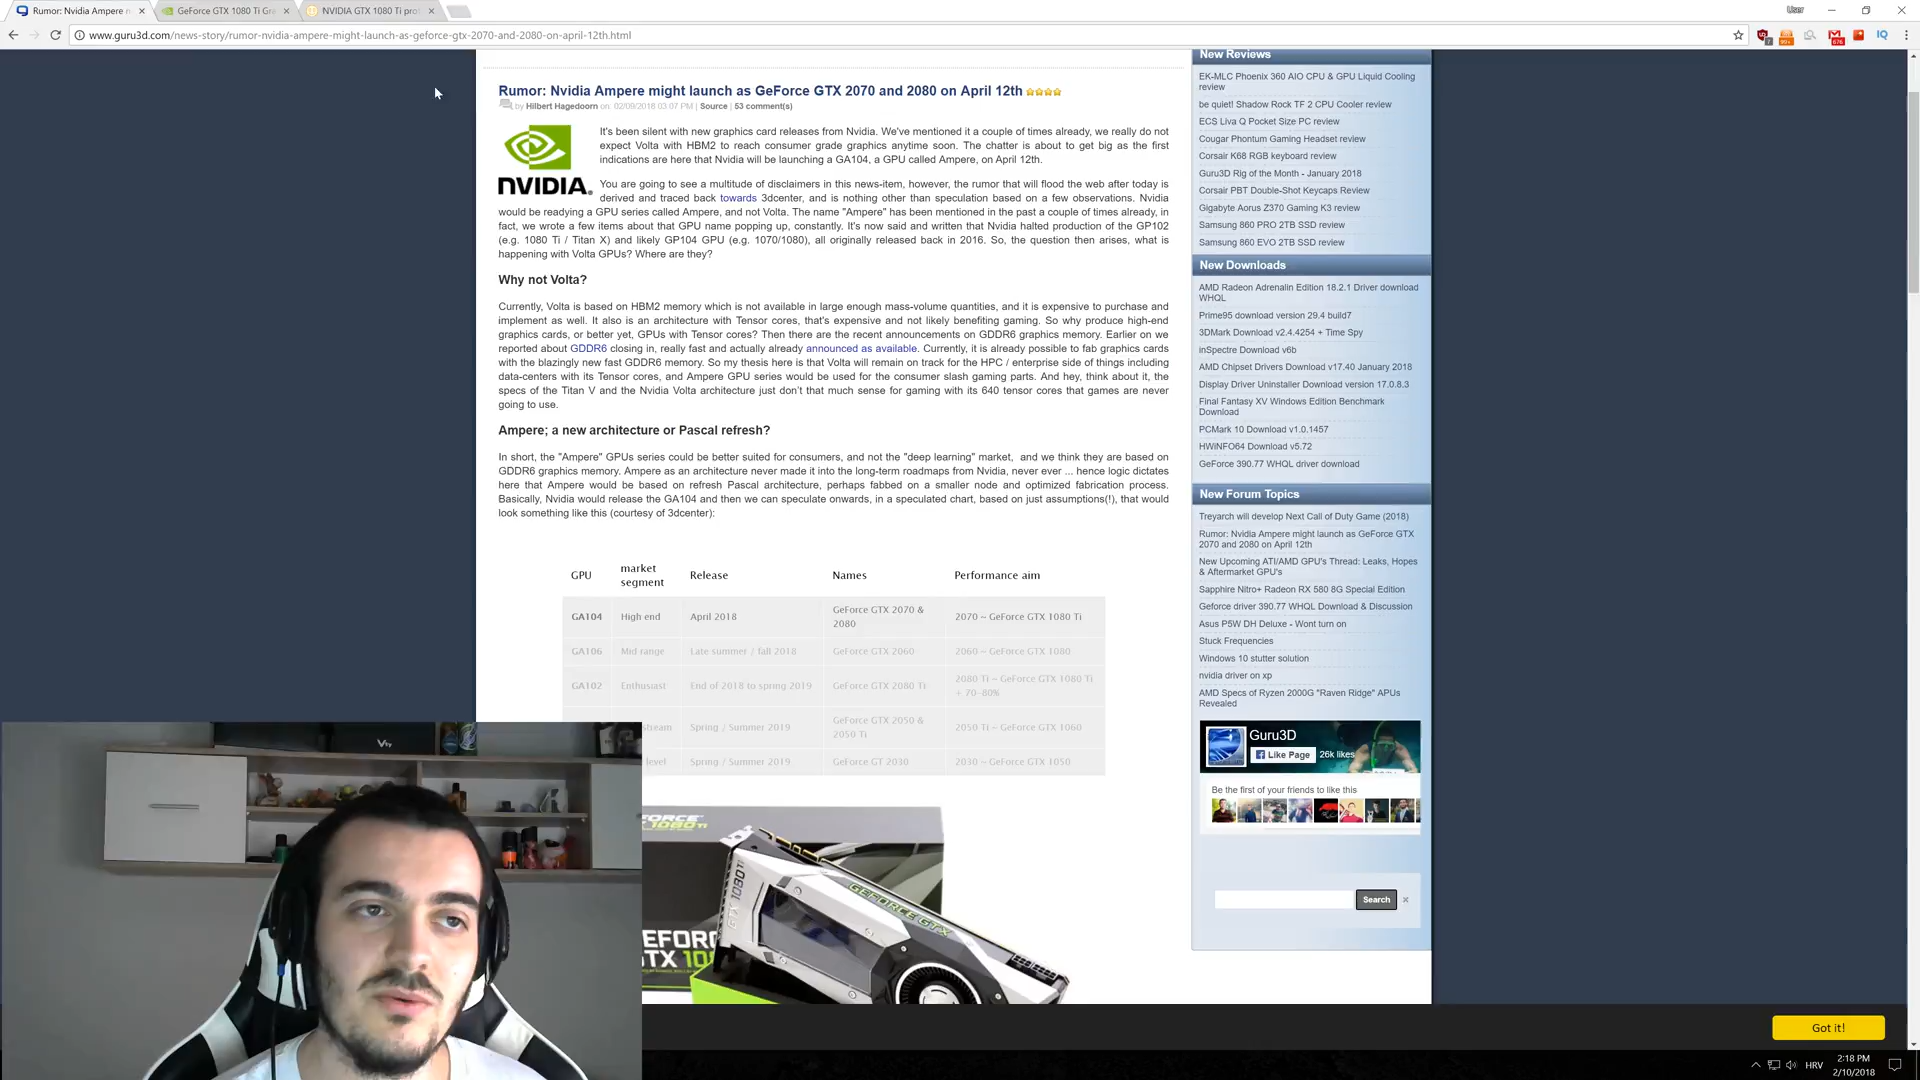 Rumor: Nvidia Ampere n
GeForce GTX 1080 Ti Gr
NVIDIA GTX 1080 Ti pro
User
www.guru3d.com/news-story/rumor-nvidia-ampere-might-launch-as-geforce-gtx-2070-and-2080-on-april-12th.html
Rumor: Nvidia Ampere might launch as GeForce GTX 2070 and 2080 on April 12th
by Hilbert Hagedoorn on: 02/09/2018 03:07 PM | Source | 53 comment(s)
NVIDIA.
It's been silent with new graphics card releases from Nvidia. We've mentioned it a couple of times already, we really do not
expect Volta with HBM2 to reach consumer grade graphics anytime soon. The chatter is about to get big as the first
indications are here that Nvidia will be launching a GA104, a GPU called Ampere, on April 12th.
You are going to see a multitude of disclaimers in this news-item, however, the rumor that will flood the web after today is
derived and traced back towards 3dcenter, and is nothing other than speculation based on a few observations. Nvidia
would be readying a GPU series called Ampere, and not Volta. The name "Ampere" has been mentioned in the past a couple of times already, in
fact, we wrote a few items about that GPU name popping up, constantly. It's now said and written that Nvidia halted production of the GP102
(e.g. 1080 Ti / Titan X) and likely GP104 GPU (e.g. 1070/1080), all originally released back in 2016. So, the question then arises, what is
happening with Volta GPUs? Where are they?
Why not Volta?
Currently, Volta is based on HBM2 memory which is not available in large enough mass-volume quantities, and it is expensive to purchase and
implement as well. It also is an architecture with Tensor cores, that's expensive and not likely benefiting gaming. So why produce high-end
graphics cards, or better yet, GPUs with Tensor cores? Then there are the recent announcements on GDDR6 graphics memory. Earlier on we
reported about GDDR6 closing in, really fast and actually already announced as available. Currently, it is already possible to fab graphics cards
with the blazingly new fast GDDR6 memory. So my thesis here is that Volta will remain on track for the HPC / enterprise side of things including
data-centers with its Tensor cores, and Ampere GPU series would be used for the consumer slash gaming parts. And hey, think about it, the
specs of the Titan V and the Nvidia Volta architecture just don't that much sense for gaming with its 640 tensor cores that games are never
going to use.
Ampere; a new architecture or Pascal refresh?
In short, the "Ampere" GPUs series could be better suited for consumers, and not the "deep learning" market, and we think they are based on
GDDR6 graphics memory. Ampere as an architecture never made it into the long-term roadmaps from Nvidia, never ever ... hence logic dictates
here that Ampere would be based on refresh Pascal architecture, perhaps fabbed on a smaller node and optimized fabrication process.
Basically, Nvidia would release the GA104 and then we can speculate onwards, in a speculated chart, based on just assumptions(!), that would
look something like this (courtesy of 3dcenter):
GPU market segment Release Names Performance aim
GA104 High end April 2018 GeForce GTX 2070 & 2080 2070 ~ GeForce GTX 1080 Ti
GA106 Mid range Late summer / fall 2018 GeForce GTX 2060 2060 ~ GeForce GTX 1080
GA102 Enthusiast End of 2018 to spring 2019 GeForce GTX 2080 Ti 2080 Ti ~ GeForce GTX 1080 Ti + 70-80%
stream Spring / Summer 2019 GeForce GTX 2050 & 2050 Ti 2050 Ti ~ GeForce GTX 1060
level Spring / Summer 2019 GeForce GT 2030 2030 ~ GeForce GTX 1050
GTX 1080 Ti
GEFORCE GTX
New Reviews
EK-MLC Phoenix 360 AIO CPU & GPU Liquid Cooling
review
be quiet! Shadow Rock TF 2 CPU Cooler review
ECS Liva Q Pocket Size PC review
Cougar Phontum Gaming Headset review
Corsair K68 RGB keyboard review
Guru3D Rig of the Month - January 2018
Corsair PBT Double-Shot Keycaps Review
Gigabyte Aorus Z370 Gaming K3 review
Samsung 860 PRO 2TB SSD review
Samsung 860 EVO 2TB SSD review
New Downloads
AMD Radeon Adrenalin Edition 18.2.1 Driver download
WHQL
Prime95 download version 29.4 build7
3DMark Download v2.4.4254 + Time Spy
inSpectre Download v6b
AMD Chipset Drivers Download v17.40 January 2018
Display Driver Uninstaller Download version 17.0.8.3
Final Fantasy XV Windows Edition Benchmark
Download
PCMark 10 Download v1.0.1457
HWiNFO64 Download v5.72
GeForce 390.77 WHQL driver download
New Forum Topics
Treyarch will develop Next Call of Duty Game (2018)
Rumor: Nvidia Ampere might launch as GeForce GTX
2070 and 2080 on April 12th
New Upcoming ATI/AMD GPU's Thread: Leaks, Hopes
& Aftermarket GPU's
Sapphire Nitro+ Radeon RX 580 8G Special Edition
Geforce driver 390.77 WHQL Download & Discussion
Asus P5W DH Deluxe - Wont turn on
Stuck Frequencies
Windows 10 stutter solution
nvidia driver on xp
AMD Specs of Ryzen 2000G "Raven Ridge" APUs
Revealed
Guru3D
Like Page
26k likes
Be the first of your friends to like this
Search
Got it!
HRV
2:18 PM
2/10/2018